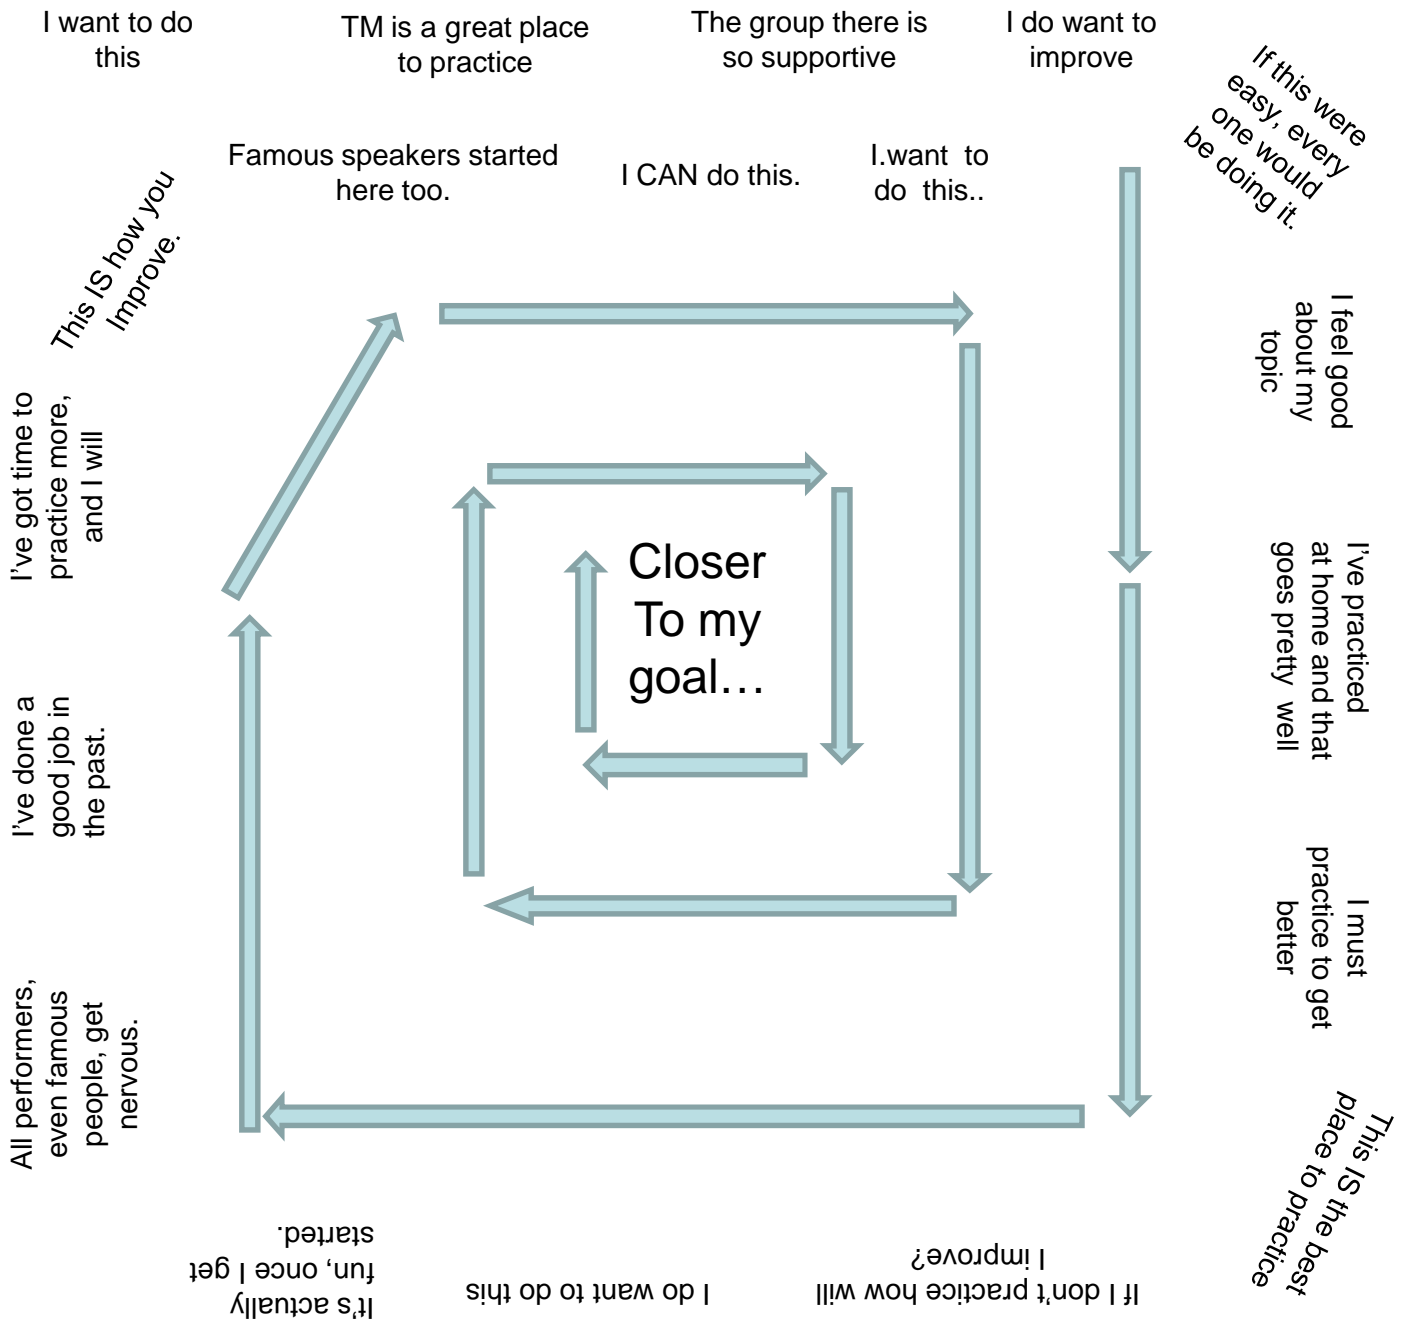 I want to do
this
TM is a great place
to practice
The group there is
so supportive
I do want to
improve
If this were
easy, every
one would
be doing it.
I feel good
about my
topic
I've practiced
at home and that
goes pretty  well
I must
practice to get
better
This IS the best
place to practice
If I don't practice how will
I improve?
I do want to do this
It's actually
fun, once I get
started.
All performers,
even famous
people, get
nervous.
I've done a
good job in
the past.
I've got time to
practice more,
and I will
This IS how you
Improve.
Famous speakers started
here too.
I CAN do this.
I.want  to
do  this..
Closer
To my
goal…